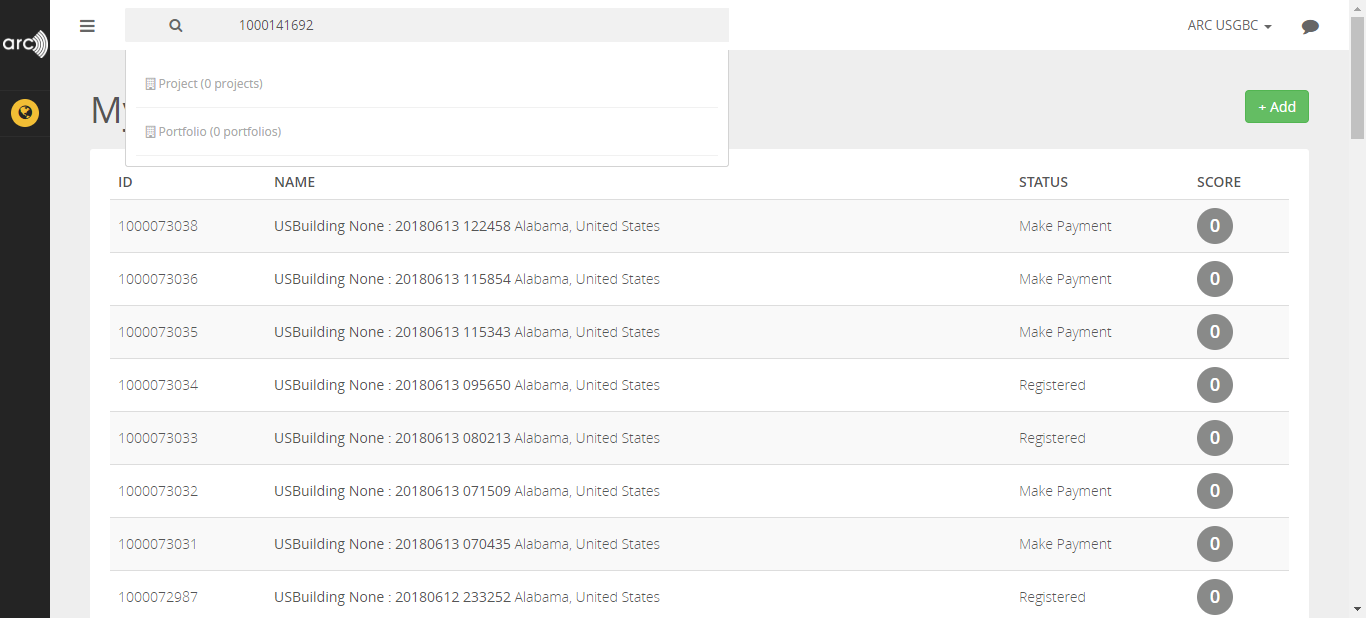 arc
1000141692
ARC USGBC
Project (0 projects)
My
+ Add
Portfolio (0 portfolios)
ID NAME STATUS SCORE
1000073038 USBuilding None : 20180613 122458 Alabama, United States Make Payment 0
1000073036 USBuilding None : 20180613 115854 Alabama, United States Make Payment 0
1000073035 USBuilding None : 20180613 115343 Alabama, United States Make Payment 0
1000073034 USBuilding None : 20180613 095650 Alabama, United States Registered 0
1000073033 USBuilding None : 20180613 080213 Alabama, United States Registered 0
1000073032 USBuilding None : 20180613 071509 Alabama, United States Make Payment 0
1000073031 USBuilding None : 20180613 070435 Alabama, United States Make Payment 0
1000072987 USBuilding None : 20180612 233252 Alabama, United States Registered 0